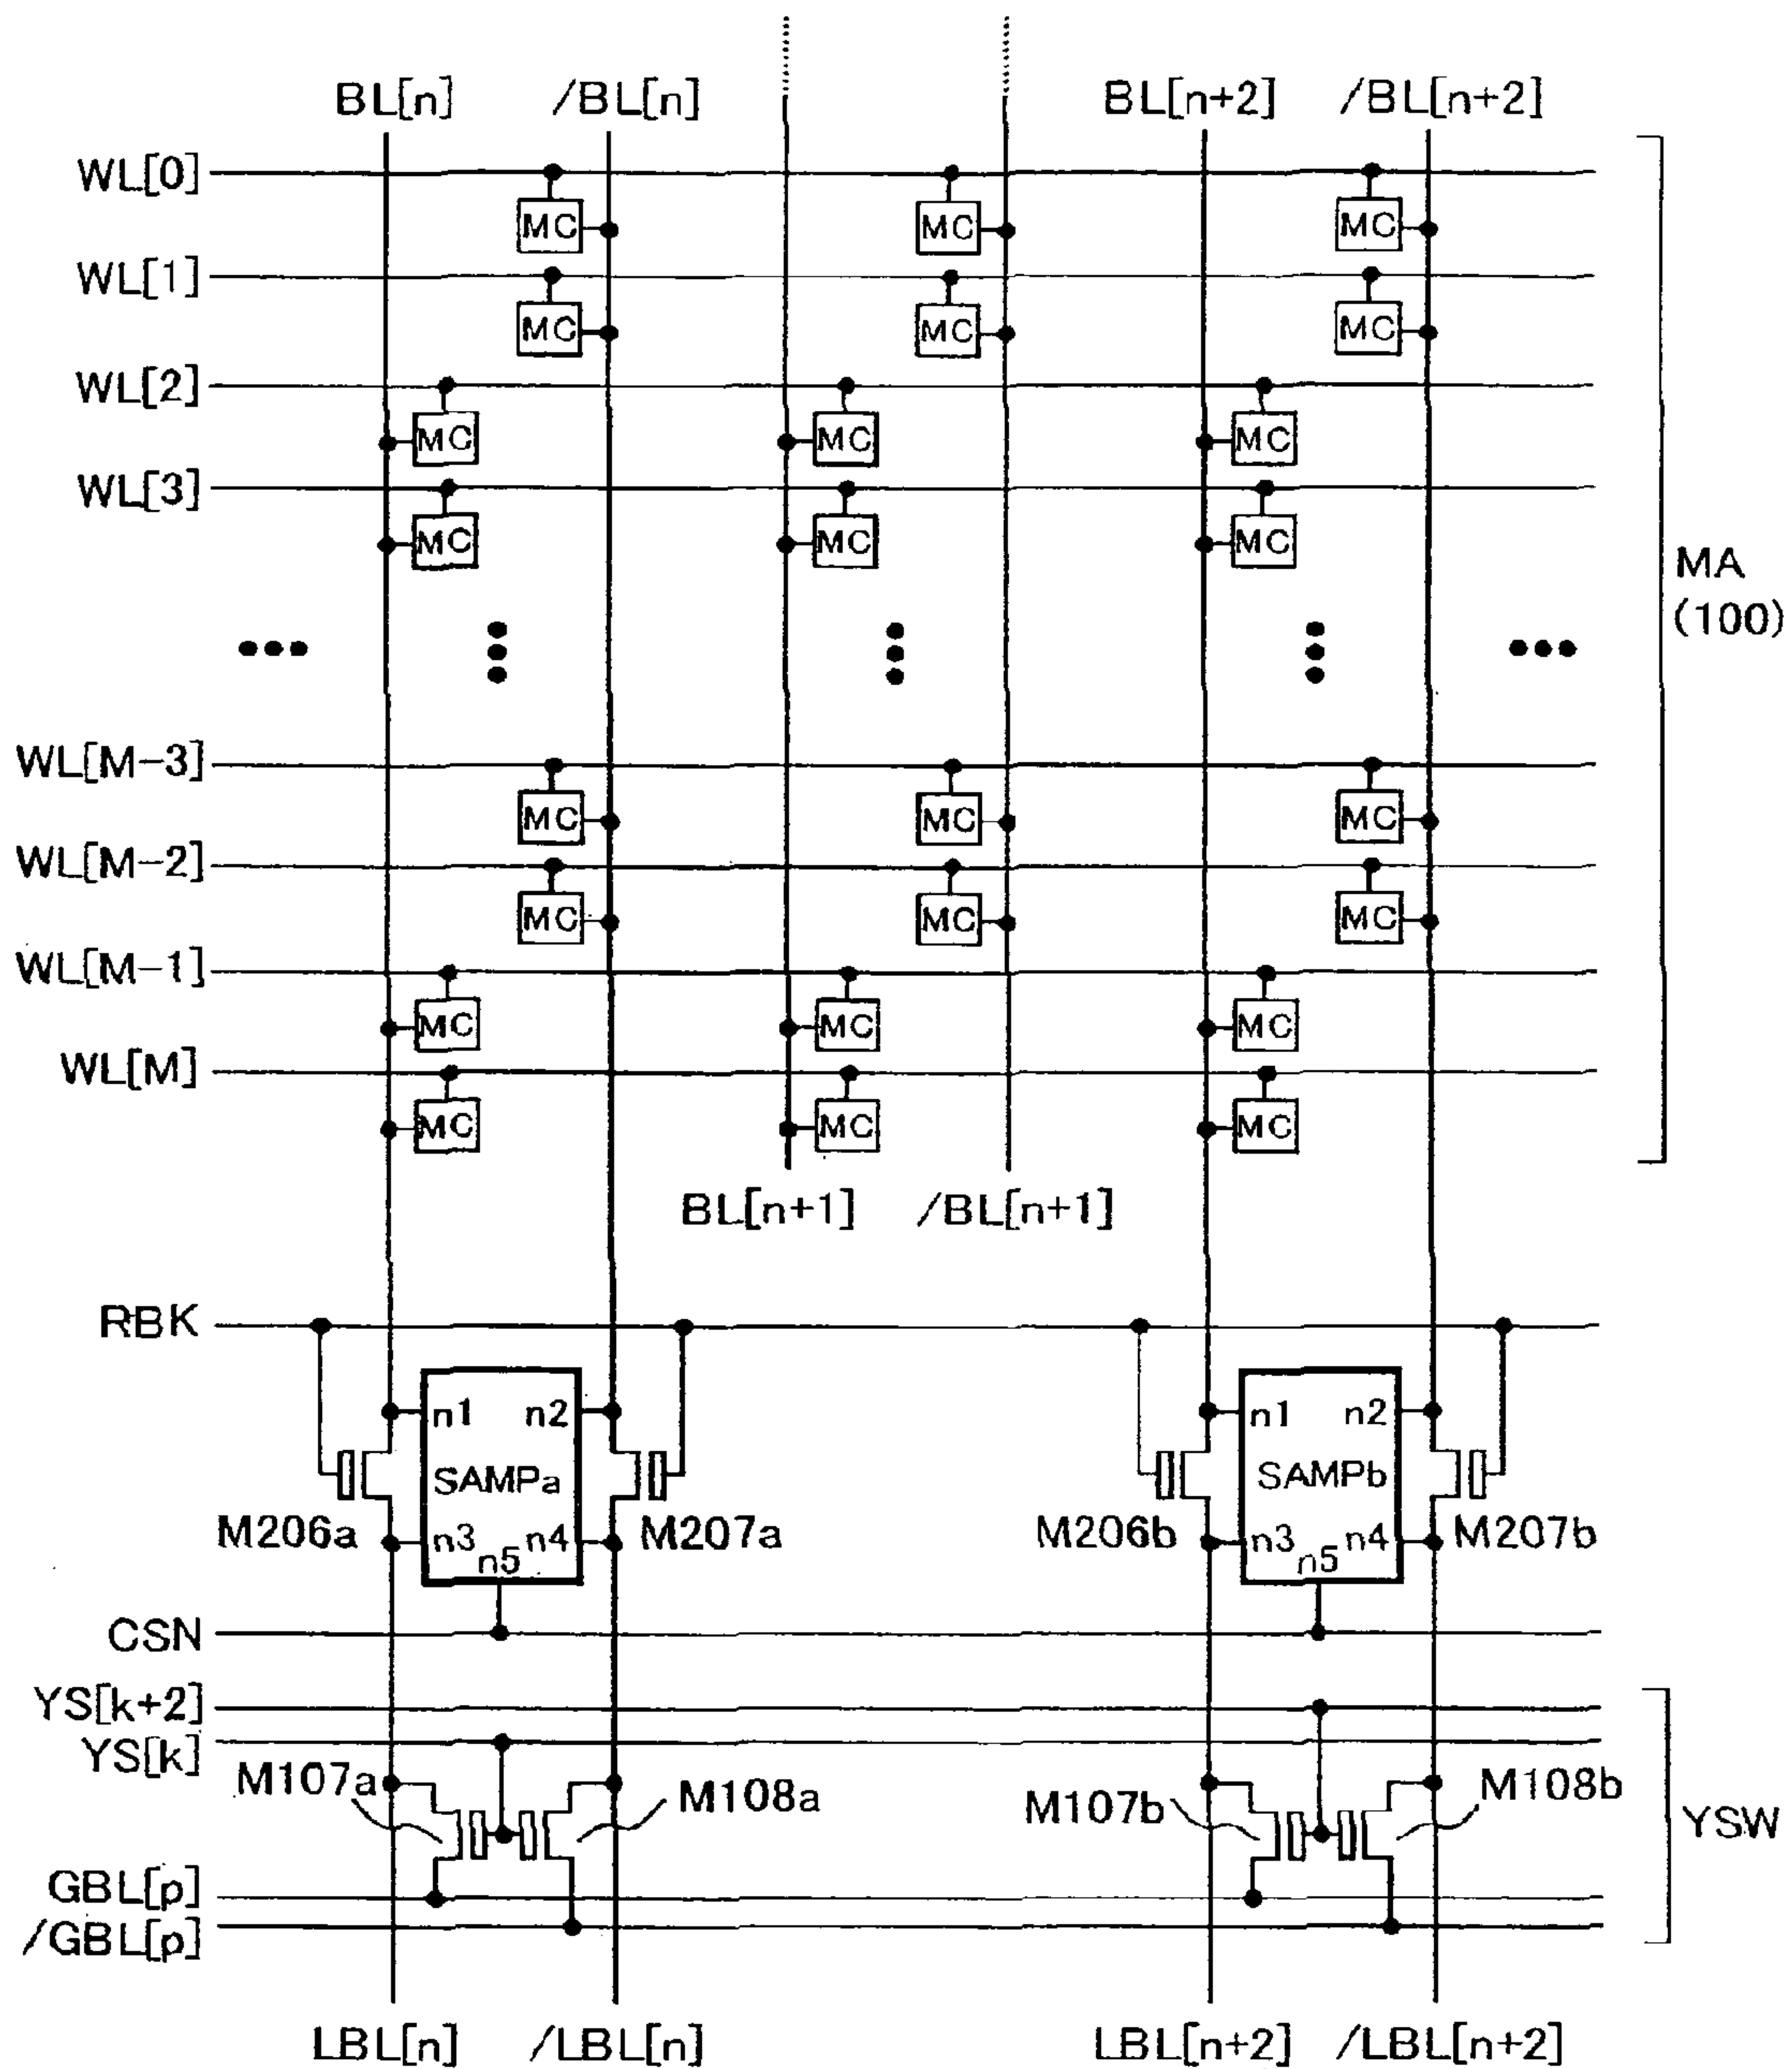 BL[n] /BL[n] BL[n+2] /BL[n+2]
WL[0]
MC MC MC
WL[1]
MC MC MC
WL[2]
MC MC MC
WL[3]
MC MC MC
MA
(100)
WL[M-3]
MC MC MC
WL[M-2]
MC MC MC
WL[M-1]
MC MC MC
WL[M]
MC MC MC
BL[n+1] /BL[n+1]
RBK
n1 n2 n1 n2
SAMPa SAMPb
M206a n3 n5 n4 M207a M206b n3 n5 n4 M207b
CSN
YS[k+2]
YS[k]
M107a M108a M107b M108b
YSW
GBL[p]
/GBL[p]
LBL[n] /LBL[n] LBL[n+2] /LBL[n+2]